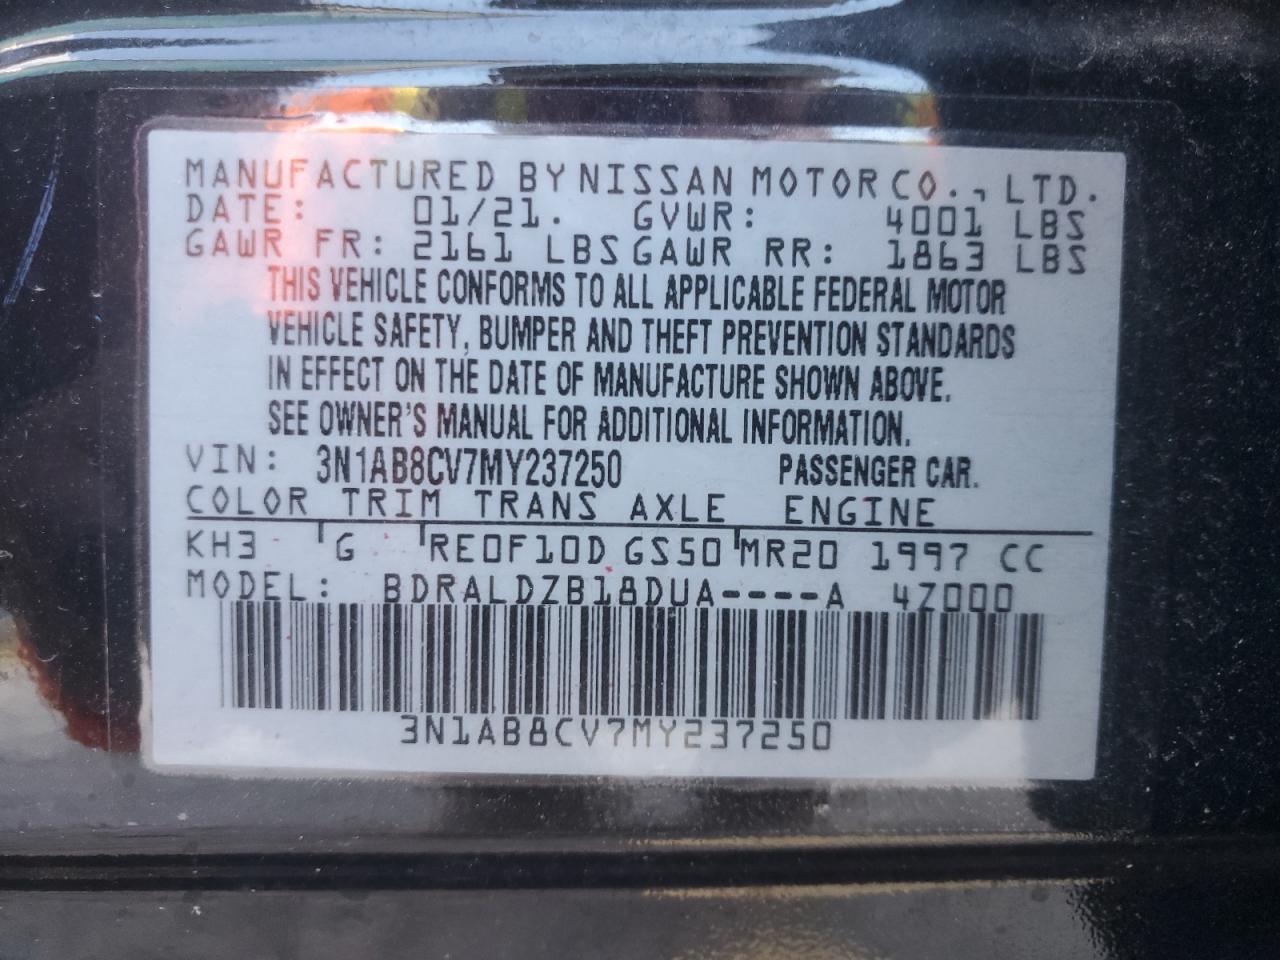 MANUFACTURED BY NISSAN MOTOR CO., LTD.
DATE: 01/21. GVWR: 4001 LBS
GAWR FR: 2161 LBS GAWR RR: 1863 LBS
THIS VEHICLE CONFORMS TO ALL APPLICABLE FEDERAL MOTOR
VEHICLE SAFETY, BUMPER AND THEFT PREVENTION STANDARDS
IN EFFECT ON THE DATE OF MANUFACTURE SHOWN ABOVE.
SEE OWNER'S MANUAL FOR ADDITIONAL INFORMATION.
VIN: 3N1AB8CV7MY237250 PASSENGER CAR.
COLOR TRIM TRANS AXLE ENGINE
KH3 G RE0F10D GS50 MR20 1997 CC
MODEL: BDRALDZB18DUA----A 4Z000
3N1AB8CV7MY237250